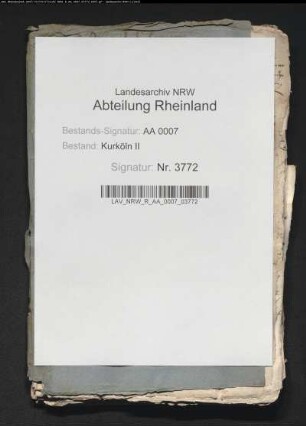 Landesarchiv NRW
Abteilung Rheinland
Bestands-Signatur: AA 0007
Bestand: Kurköln II
Signatur: Nr. 3772
LAV_NRW_R_AA_0007_03772